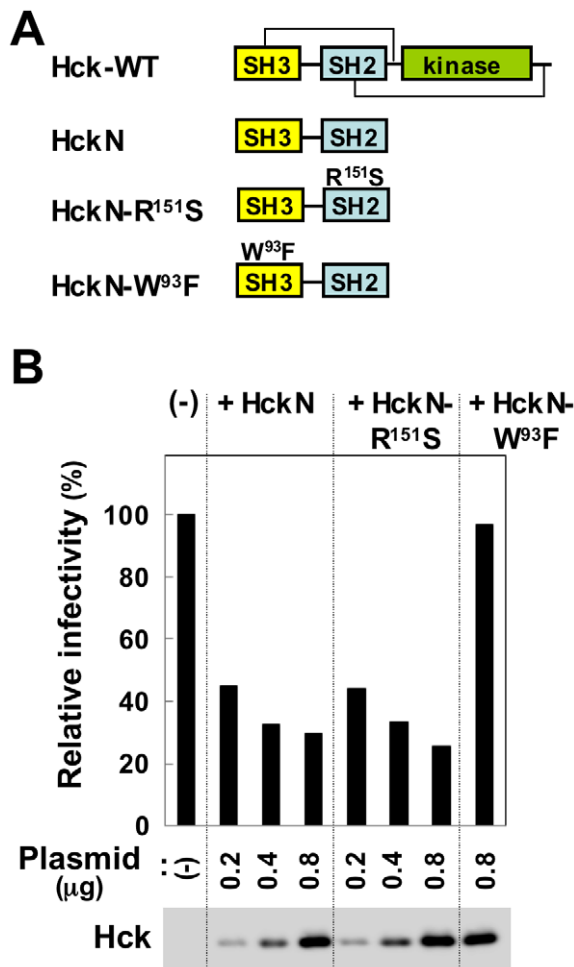 A
Hck-WT SH3 SH2 kinase
HckN SH3 SH2
R¹⁵¹S
HckN-R¹⁵¹S SH3 SH2
W⁹³F
HckN-W⁹³F SH3 SH2
B
(-) + HckN + HckN- + HckN-
R¹⁵¹S W⁹³F
Relative infectivity (%)
100
80
60
40
20
0
Plasmid (-) 0.2 0.4 0.8 0.2 0.4 0.8 0.8
(μg)
Hck